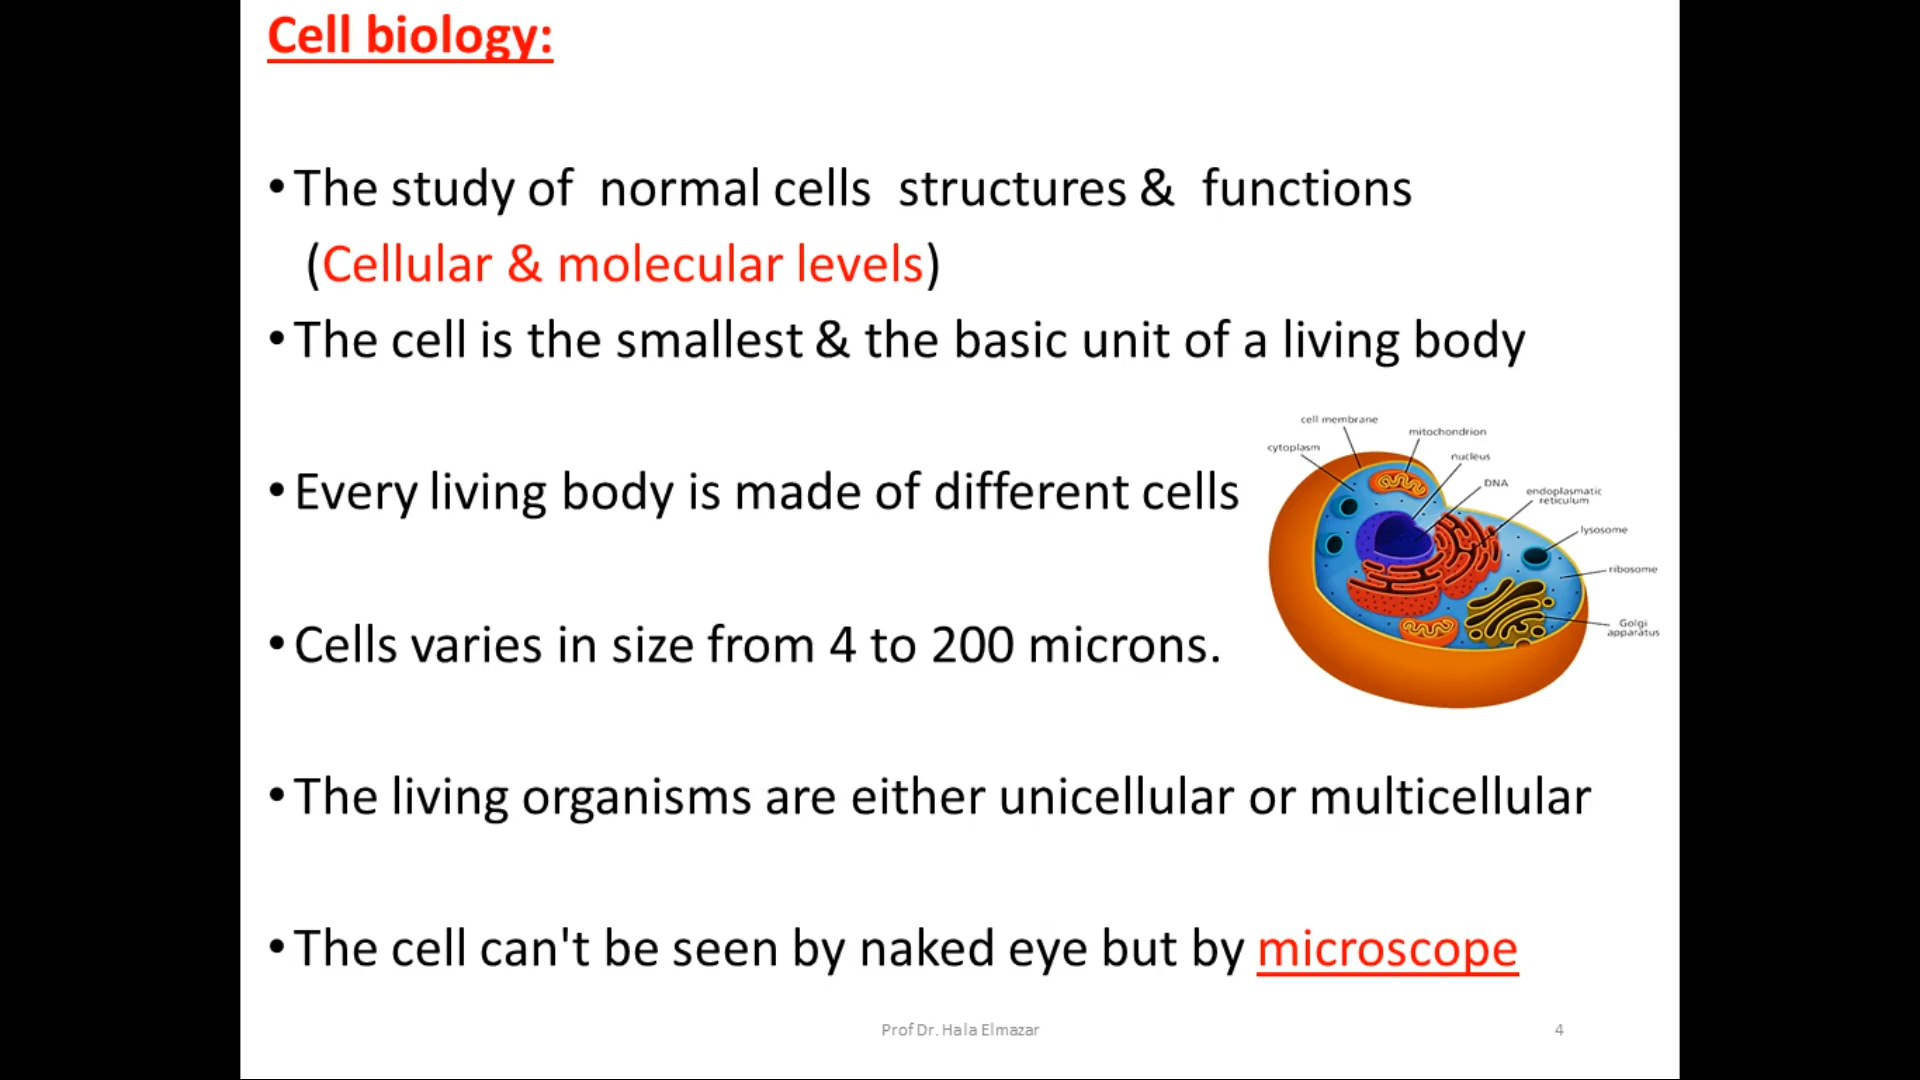 Cell biology:
• The study of normal cells structures & functions
(Cellular & molecular levels)
• The cell is the smallest & the basic unit of a living body
• Every living body is made of different cells
cell membrane
mitochondrion
cytoplasm
nucleus
DNA
endoplasmatic
reticulum
lysosome
ribosome
Golgi
apparatus
• Cells varies in size from 4 to 200 microns.
• The living organisms are either unicellular or multicellular
• The cell can't be seen by naked eye but by microscope
Prof Dr. Hala Elmazar
4